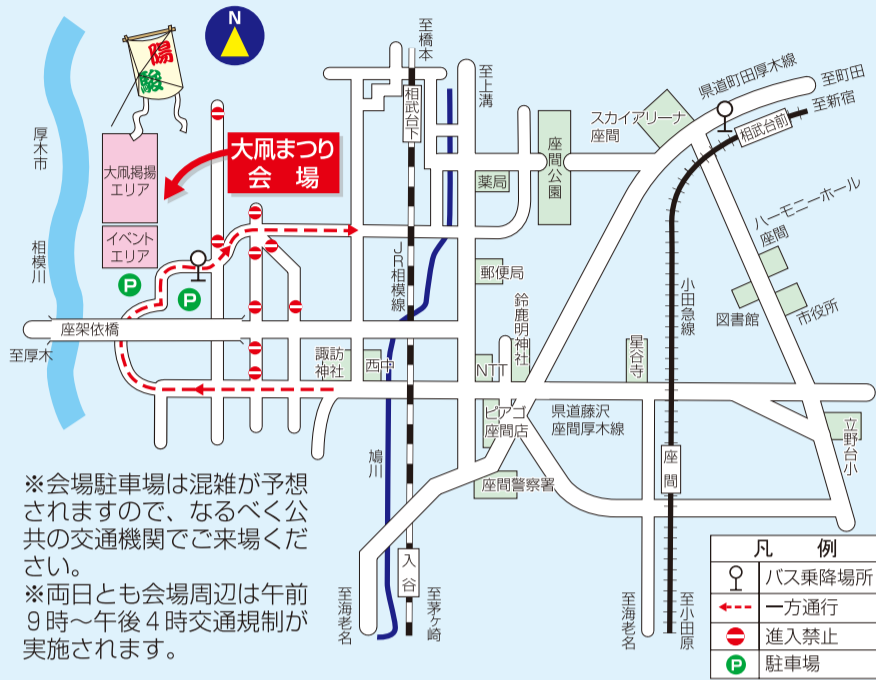 N
陽
駿
至橋本
至上溝
県道町田厚木線
至町田
至新宿
スカイアリーナ
座間
相武台前
相武台下
厚木市
大凧掲揚
エリア
大凧まつり
会 場
薬局
座間公園
ハーモニーホール
座間
イベント
エリア
相模川
JR相模線
郵便局
鈴鹿明神社
小田急線
図書館
市役所
P
P
座架依橋
至厚木
諏訪
神社
西中
NTT
星谷寺
ピアゴ
座間店
県道藤沢
座間厚木線
立野台小
鳩川
座間警察署
座間
入谷
至海老名
至茅ヶ崎
至海老名
至小田原
※会場駐車場は混雑が予想
されますので、なるべく公
共の交通機関でご来場くだ
さい。
※両日とも会場周辺は午前
9時～午後4時交通規制が
実施されます。
凡 例
バス乗降場所
一方通行
進入禁止
P 駐車場